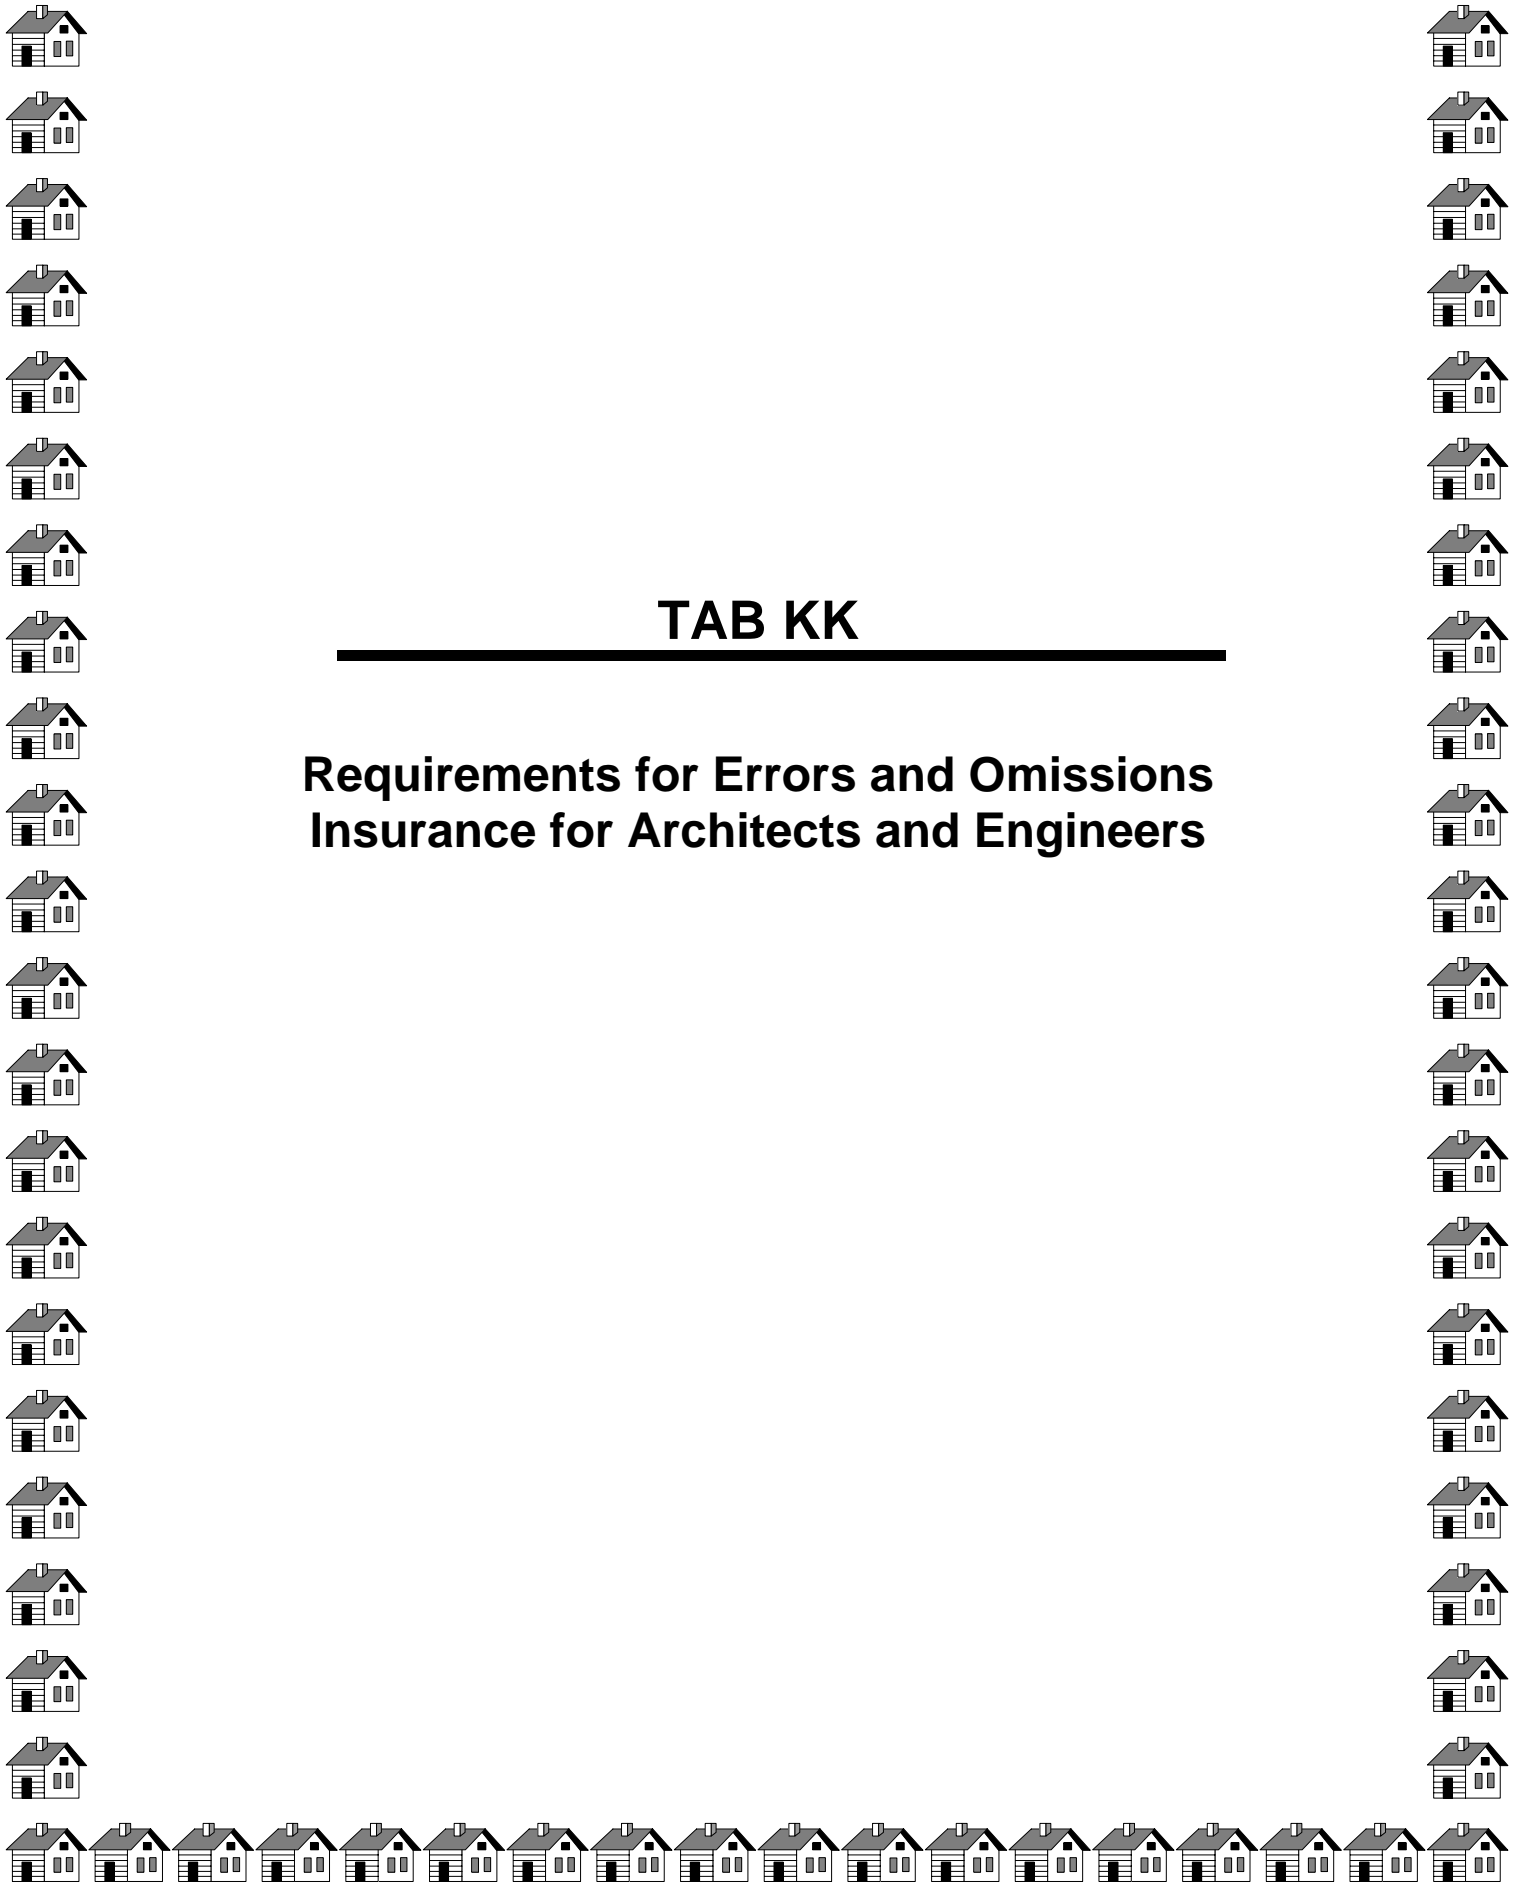 TAB KK
Requirements for Errors and Omissions
Insurance for Architects and Engineers